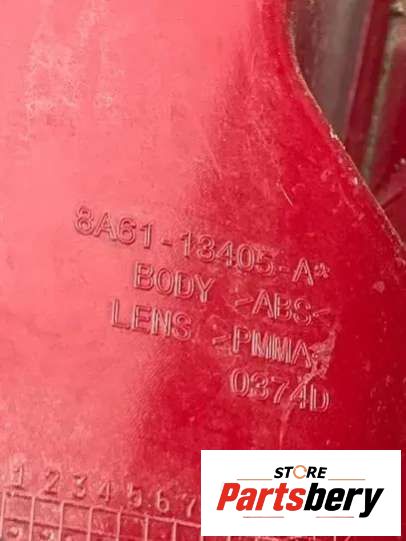 8A61-13405-A*
BODY >ABS<
LENS >PMMA<
0374D
1 2 3 4 5 6 7
STORE
Partsbery